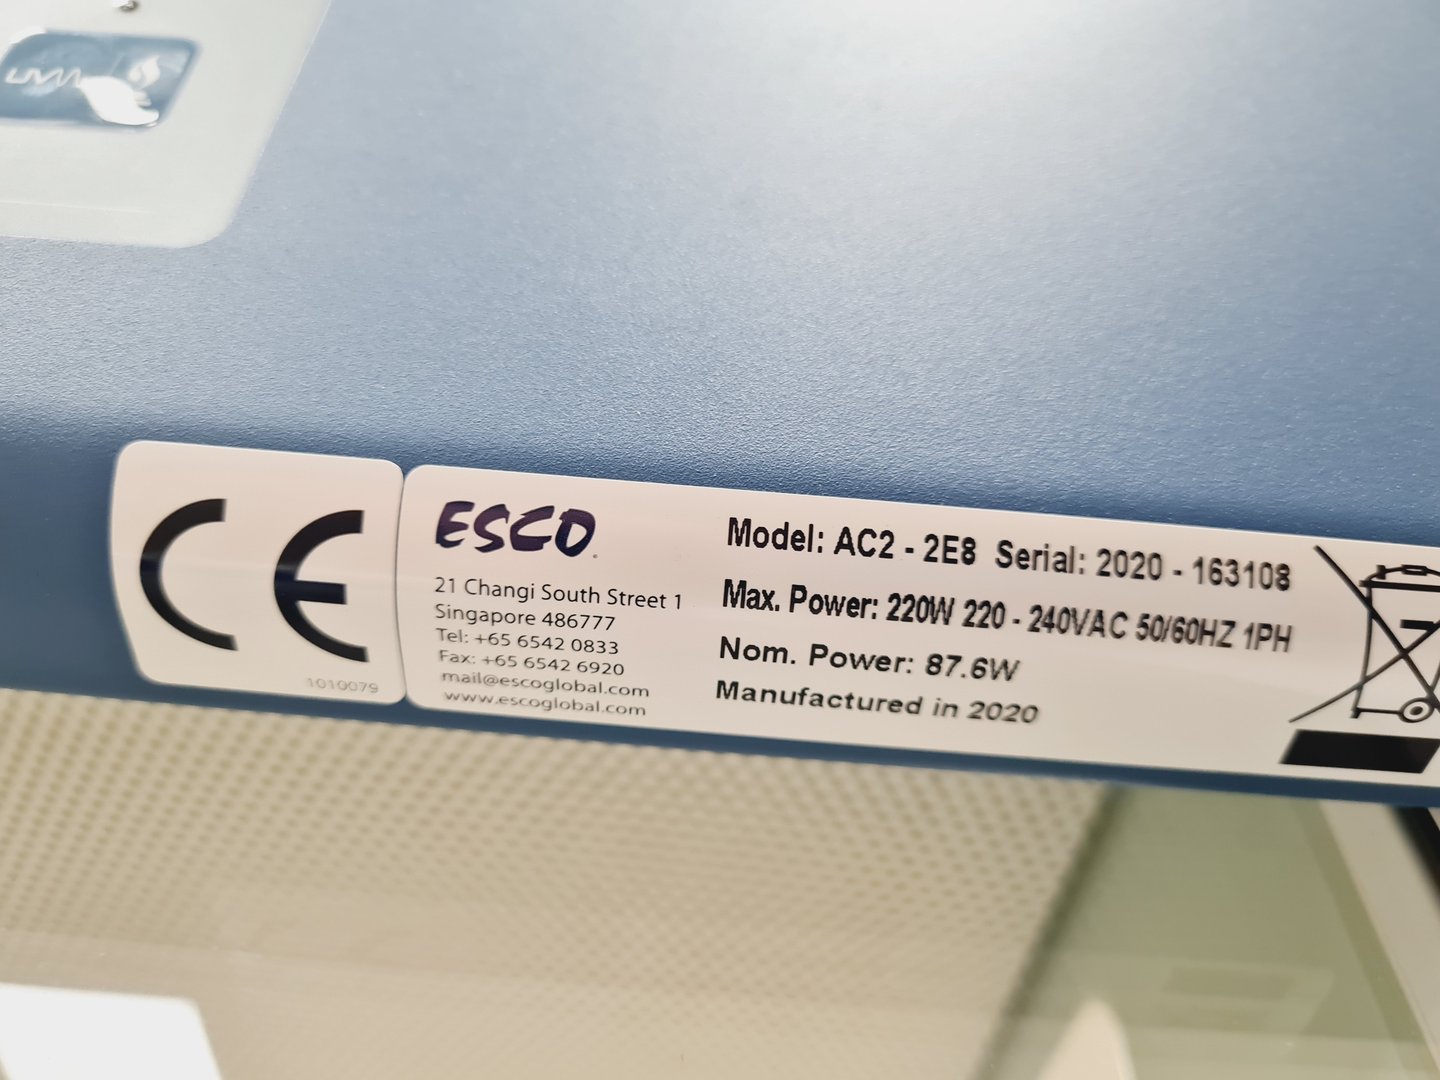 CE
1010079
ESCO
21 Changi South Street 1
Singapore 486777
Tel: +65 6542 0833
Fax: +65 6542 6920
mail@escoglobal.com
www.escoglobal.com
Model: AC2 - 2E8 Serial: 2020 - 163108
Max. Power: 220W 220 - 240VAC 50/60HZ 1PH
Nom. Power: 87.6W
Manufactured in 2020